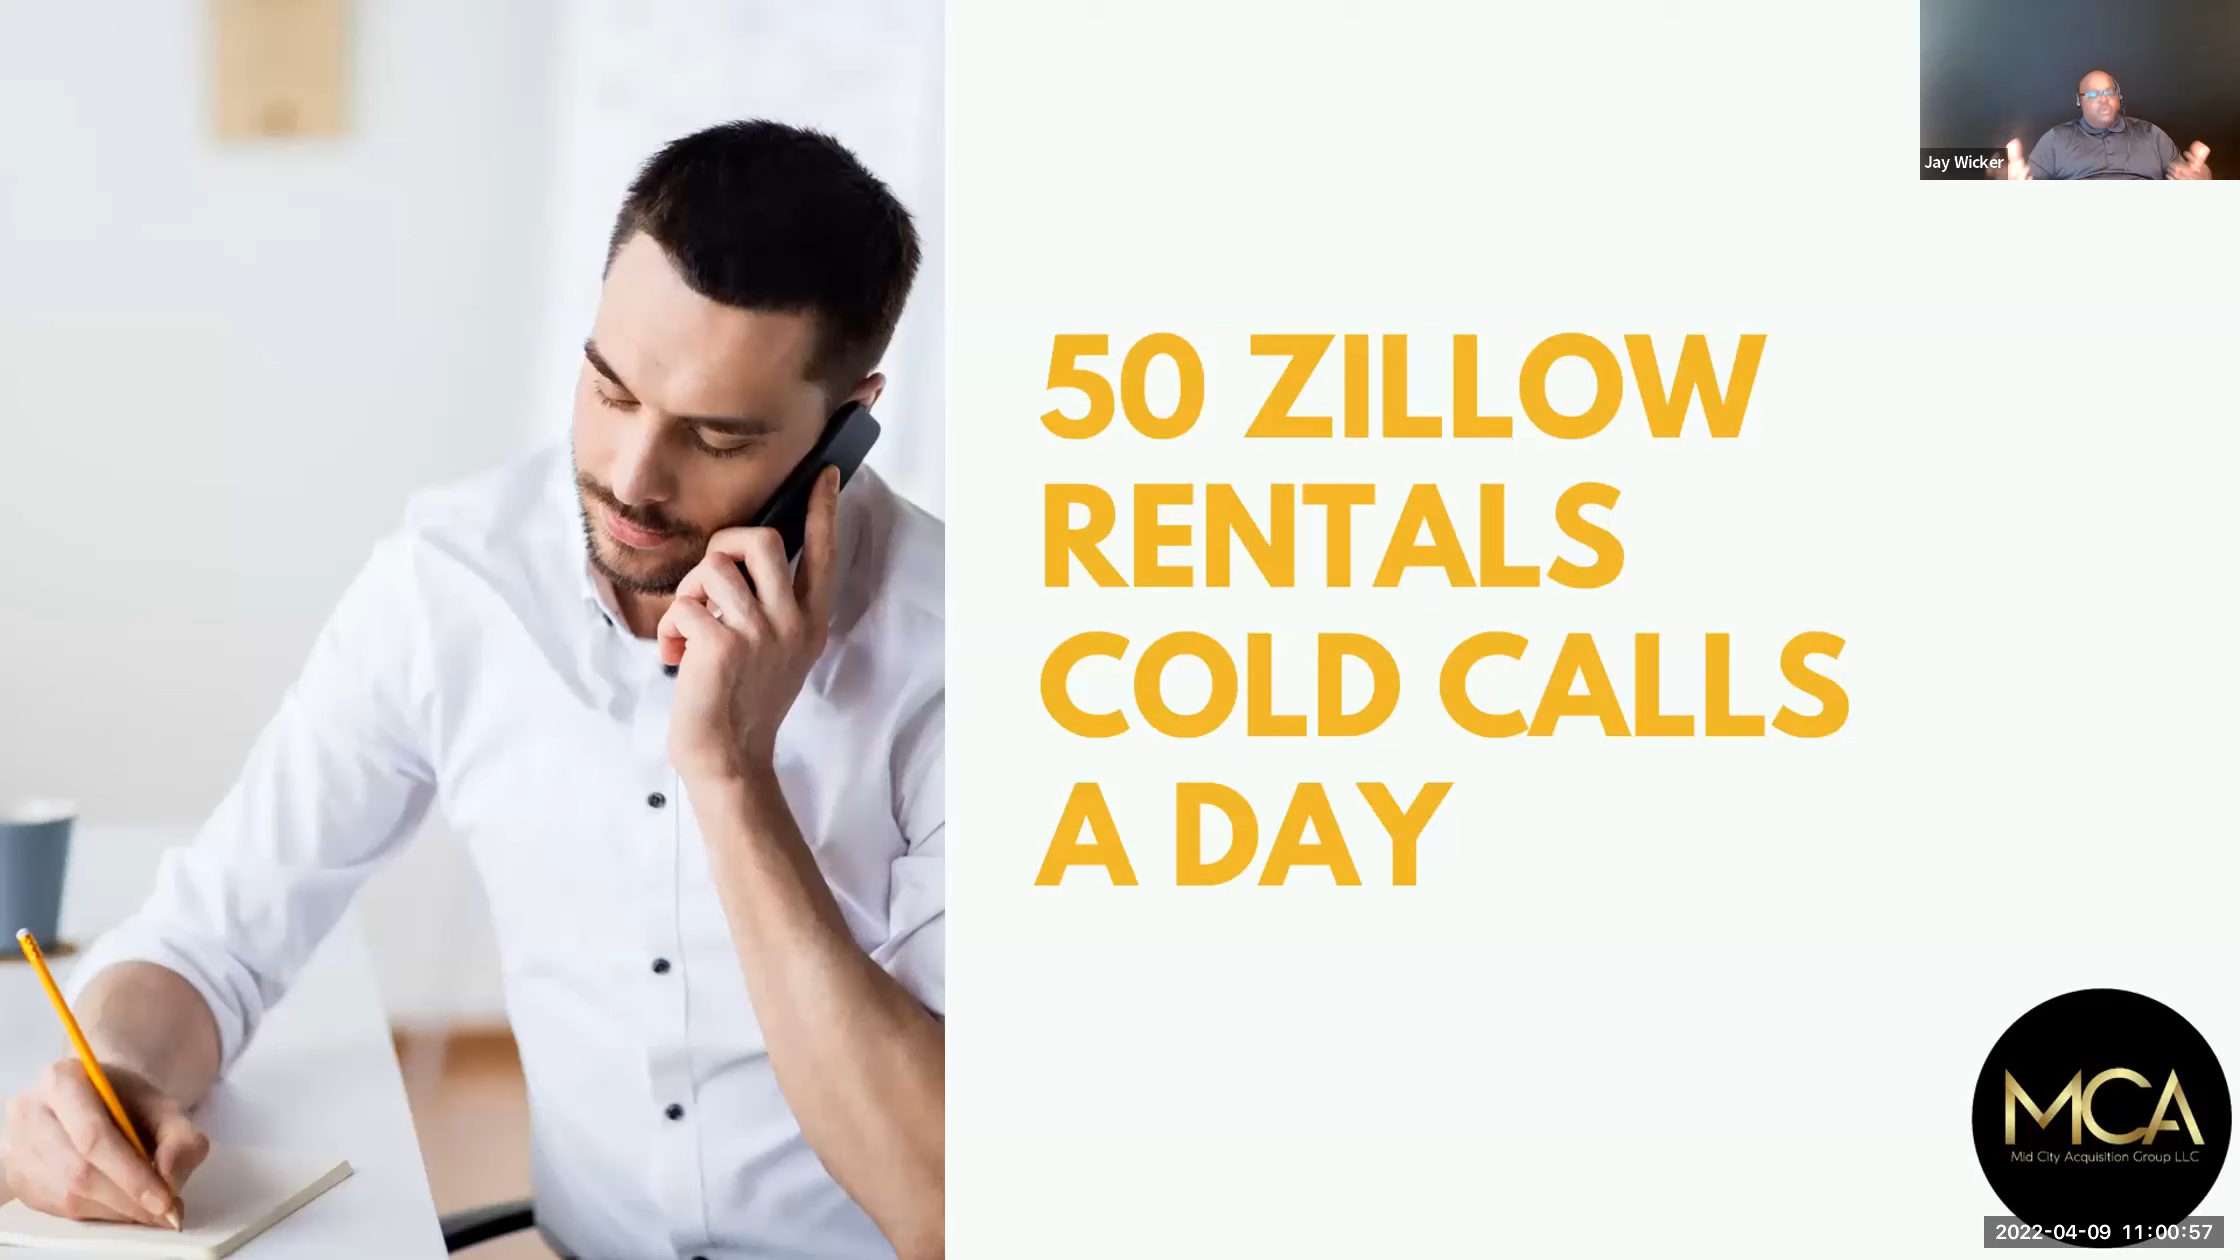 Jay Wicker
50 ZILLOW
RENTALS
COLD CALLS
A DAY
MCA
Mid City Acquisition Group LLC
2022-04-09 11:00:57